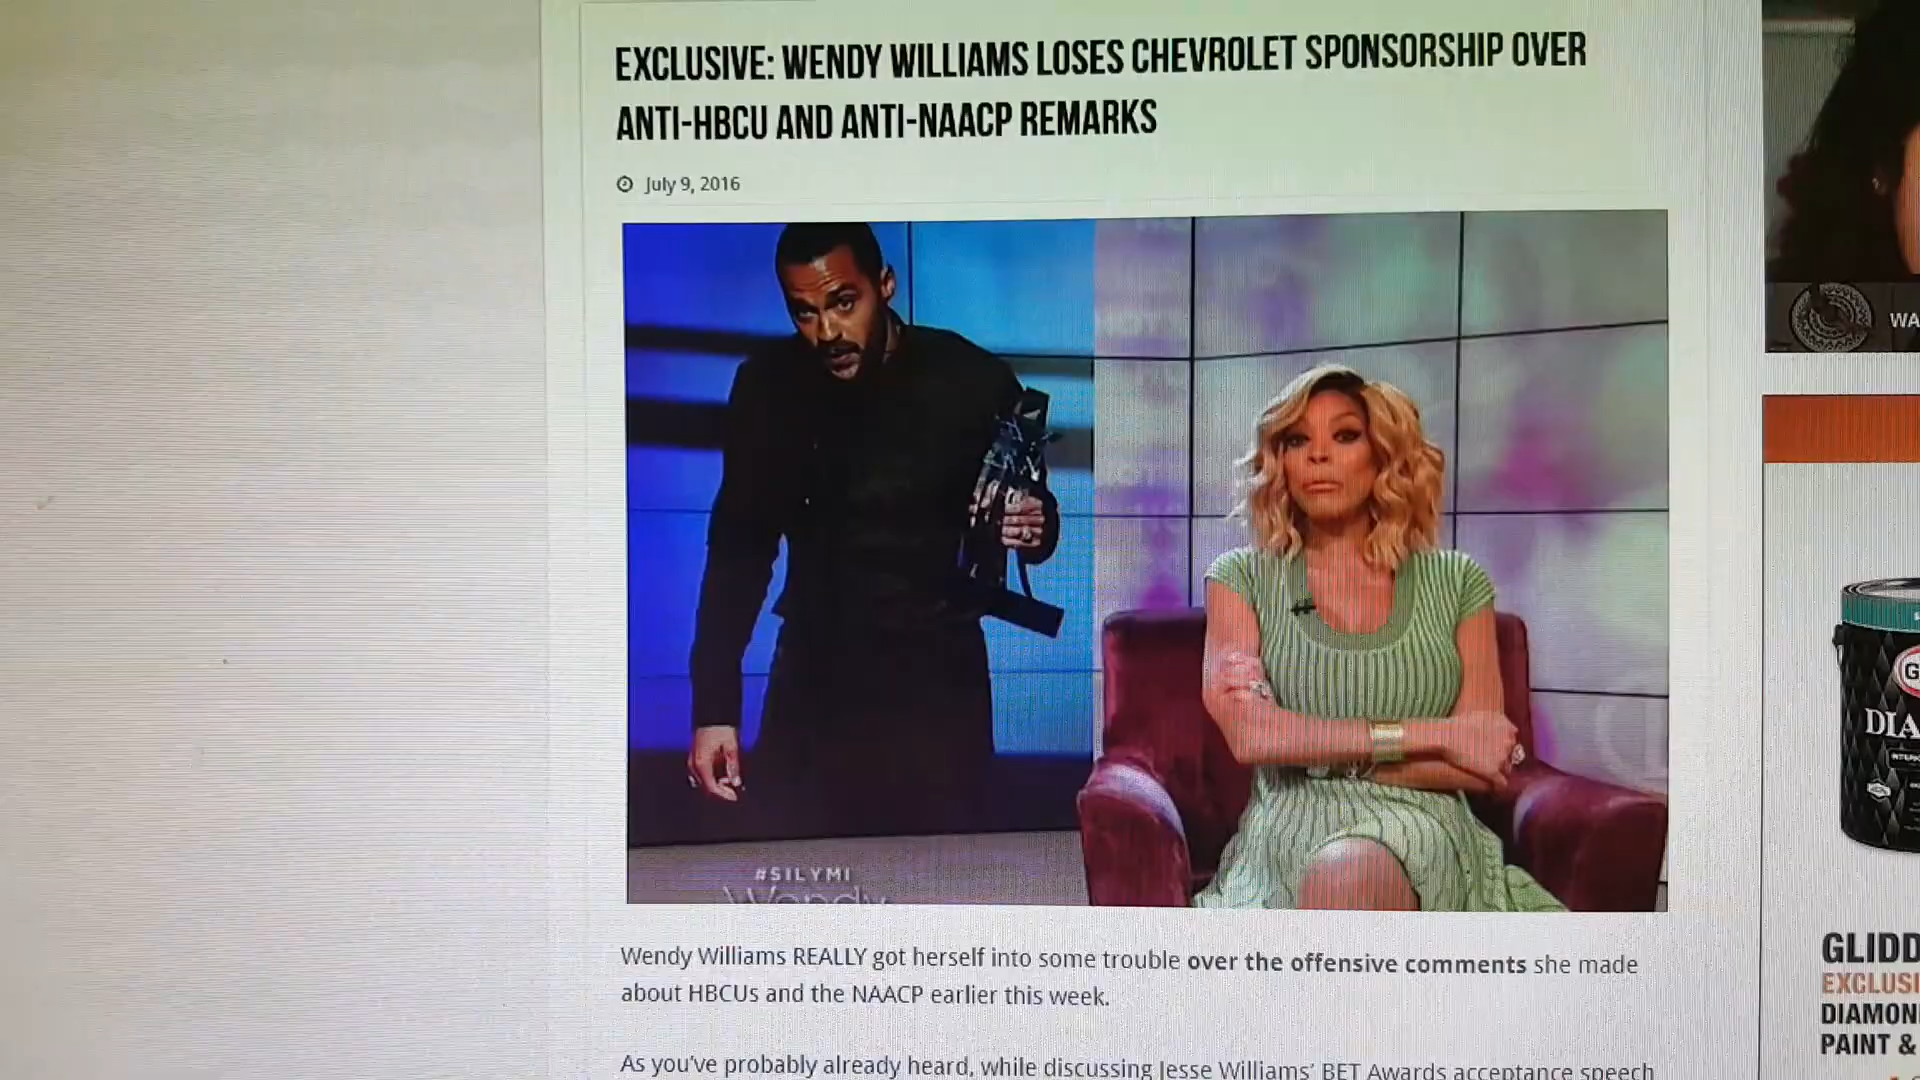 EXCLUSIVE: WENDY WILLIAMS LOSES CHEVROLET SPONSORSHIP OVER
ANTI-HBCU AND ANTI-NAACP REMARKS
July 9, 2016
WA
#SILYMI
Wendy
DIA
GLIDD
EXCLUSI
DIAMON
PAINT &
Wendy Williams REALLY got herself into some trouble over the offensive comments she made
about HBCUs and the NAACP earlier this week.
As you've probably already heard, while discussing Jesse Williams' BET Awards acceptance speech